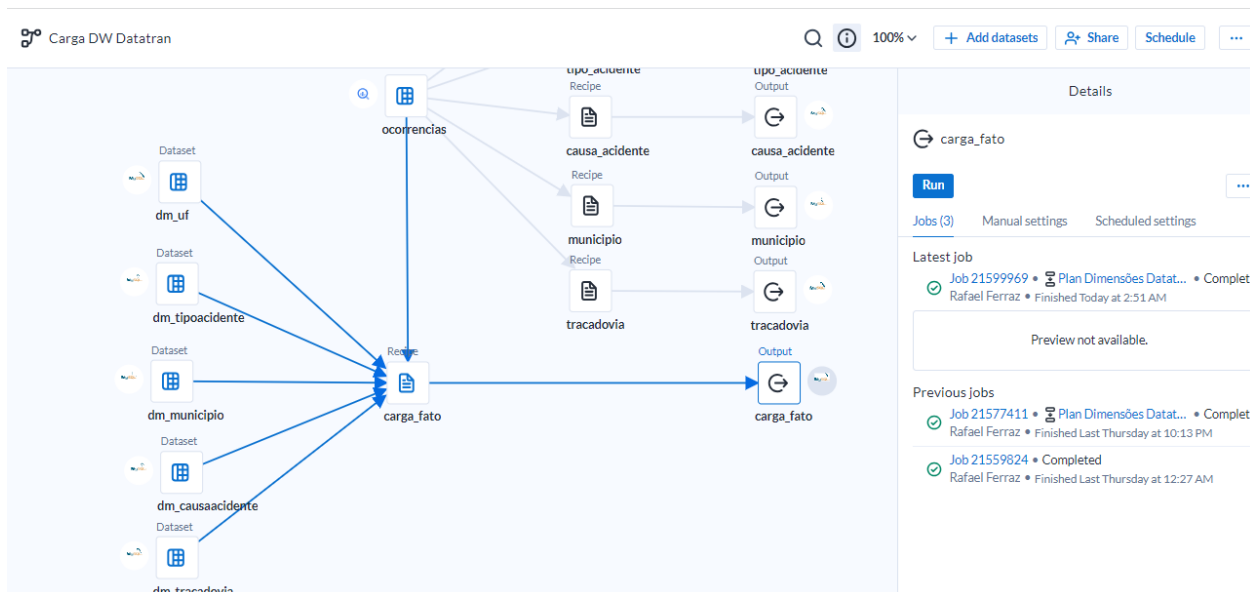 Carga DW Datatran
100%
Add datasets
Share
Schedule
tipo_acidente
tipo_acidente
Recipe
Output
ocorrencias
causa_acidente
causa_acidente
Dataset
dm_uf
Recipe
Output
municipio
municipio
Dataset
dm_tipoacidente
Recipe
Output
tracadovia
tracadovia
Dataset
dm_municipio
Recipe
carga_fato
Output
carga_fato
Dataset
dm_causaacidente
Dataset
dm_tracadovia
Details
carga_fato
Run
Jobs (3) Manual settings Scheduled settings
Latest job
Job 21599969 • Plan Dimensões Datat... • Complet
Rafael Ferraz • Finished Today at 2:51 AM
Preview not available.
Previous jobs
Job 21577411 • Plan Dimensões Datat... • Complet
Rafael Ferraz • Finished Last Thursday at 10:13 PM
Job 21559824 • Completed
Rafael Ferraz • Finished Last Thursday at 12:27 AM